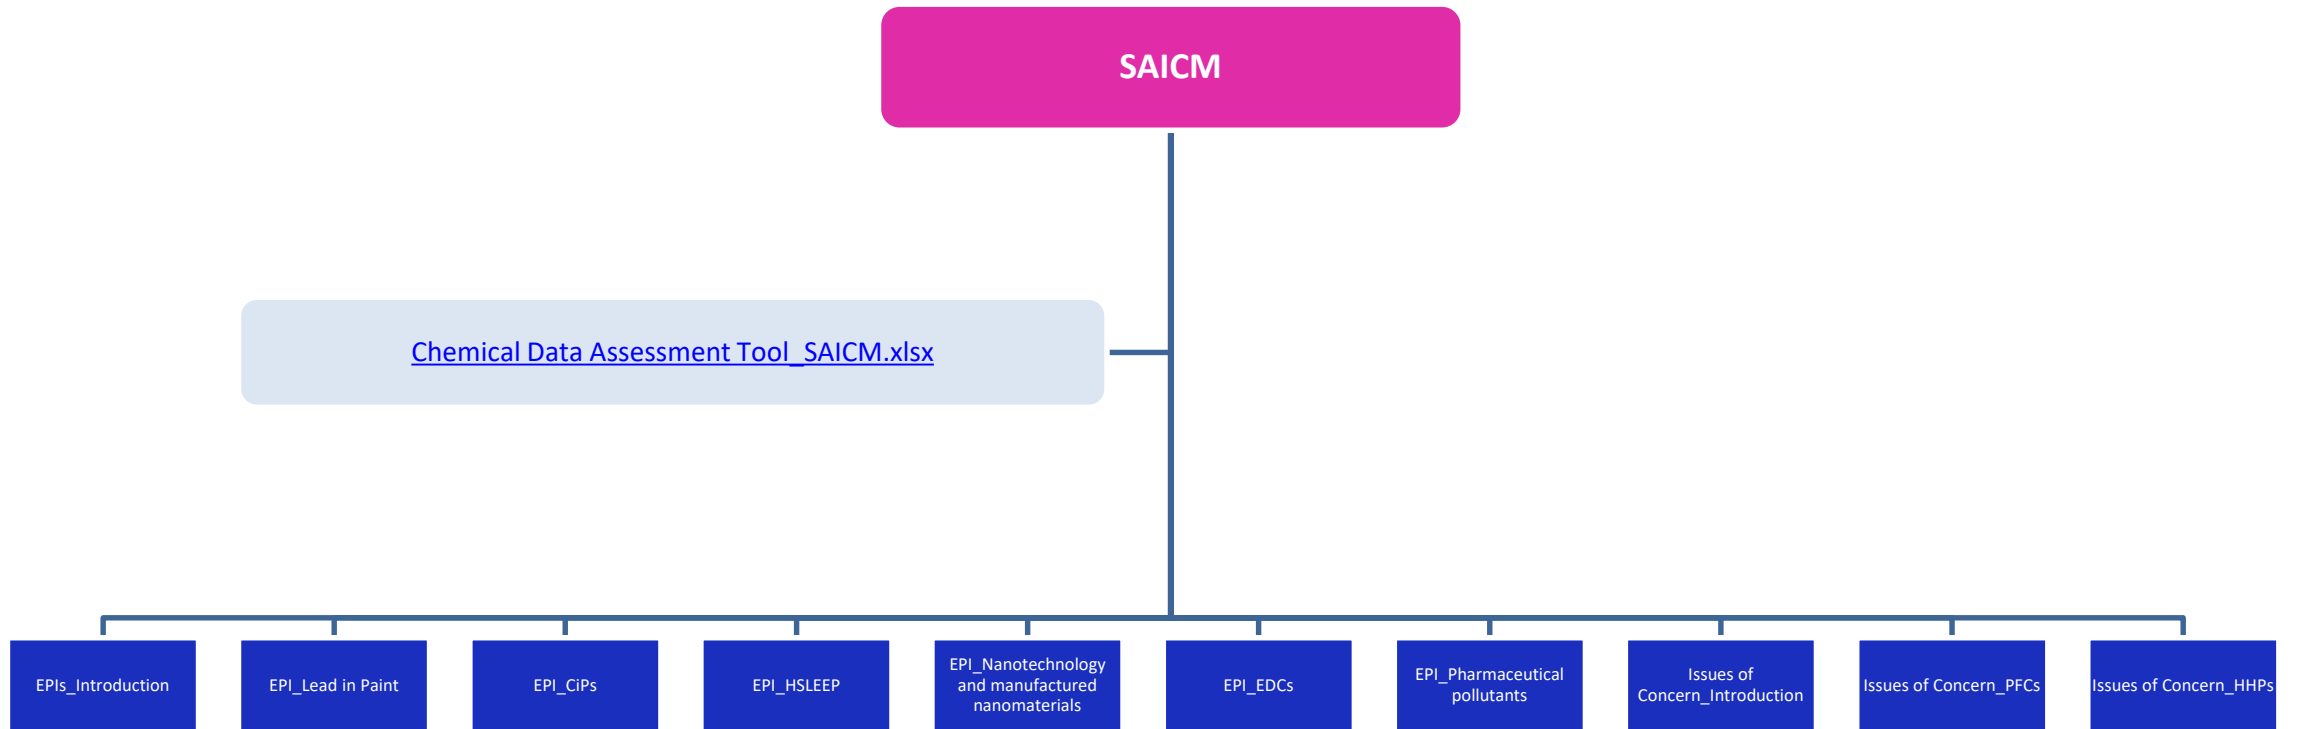 SAICM
Chemical Data Assessment Tool_SAICM.xlsx
EPIs_Introduction
EPI_Lead in Paint
EPI_CiPs
EPI_HSLEEP
EPI_Nanotechnology
and manufactured
nanomaterials
EPI_EDCs
EPI_Pharmaceutical
pollutants
Issues of
Concern_Introduction
Issues of Concern_PFCs
Issues of Concern_HHPs